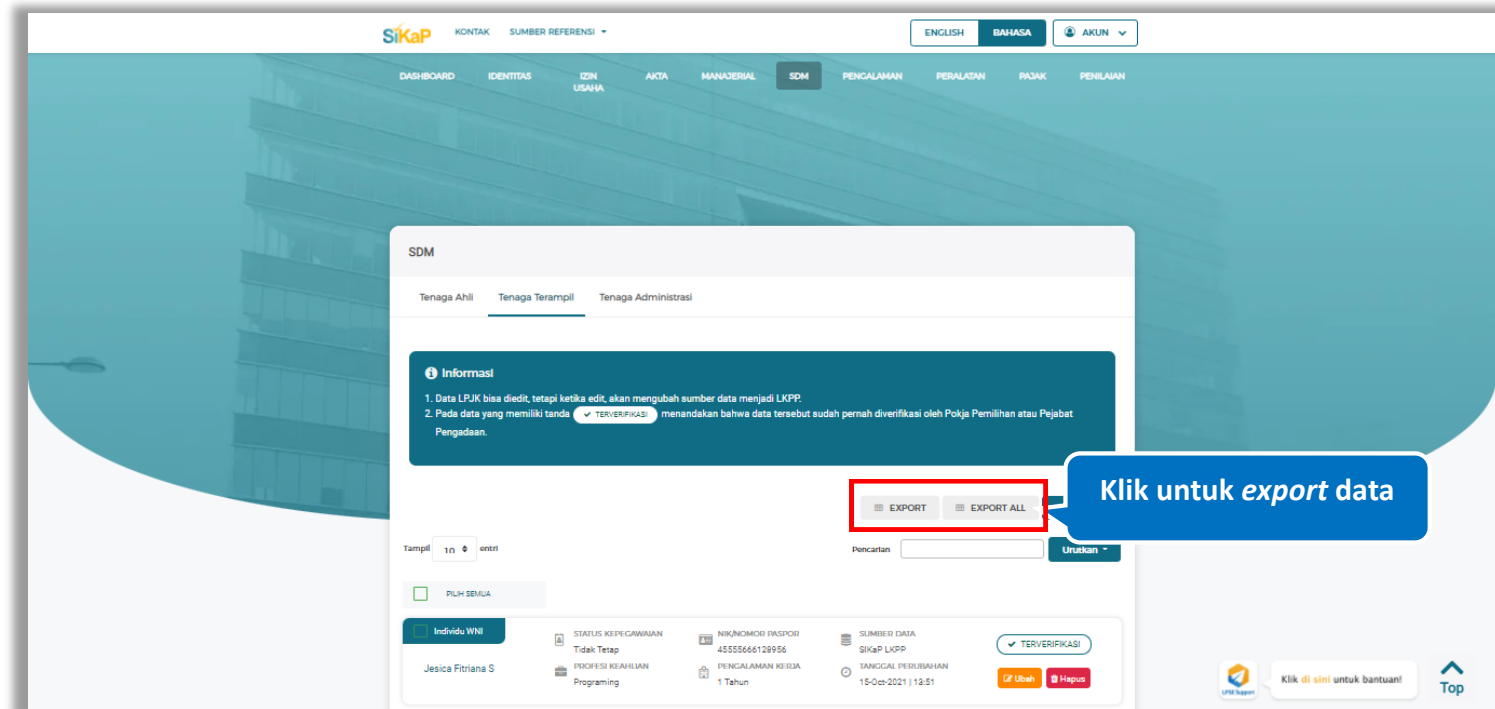 SiKaP KONTAK SUMBER REFERENSI ENGLISH BAHASA AKUN
DASHBOARD IDENTITAS IZIN USAHA AKTA MANAJERIAL SDM PENGALAMAN PERALATAN PAJAK PENILAIAN
SDM
Tenaga Ahli Tenaga Terampil Tenaga Administrasi
Informasi
1. Data LPJK bisa diedit, tetapi ketika edit, akan mengubah sumber data menjadi LKPP.
2. Pada data yang memiliki tanda TERVERIFIKASI menandakan bahwa data tersebut sudah pernah diverifikasi oleh Pokja Pemilihan atau Pejabat
Pengadaan.
Klik untuk export data
EXPORT EXPORT ALL
Tampil 10 entri Pencarian Urutkan
PILIH SEMUA
Individu WNI STATUS KEPEGAWAIAN NIK/NOMOR PASPOR SUMBER DATA
Tidak Tetap 45555666128956 SIKaP LKPP TERVERIFIKASI
Jesica Fitriana S PROFESI KEAHLIAN PENGALAMAN KERJA TANGGAL PERUBAHAN
Programing 1 Tahun 15-Oct-2021 | 13:51 Ubah Hapus
LPSE Support Klik di sini untuk bantuan! Top